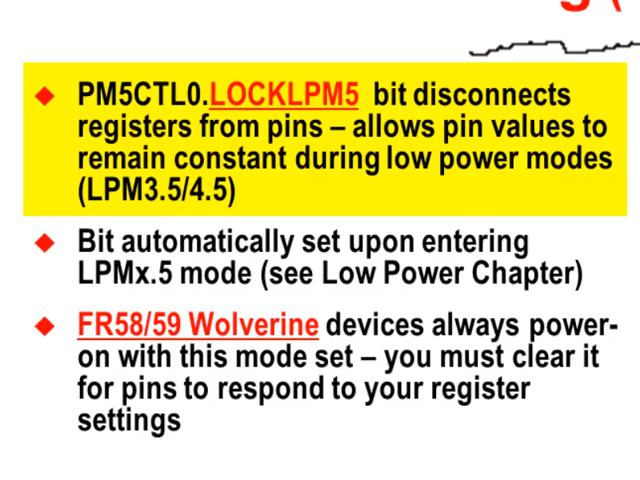 PM5CTL0.LOCKLPM5 bit disconnects
registers from pins – allows pin values to
remain constant during low power modes
(LPM3.5/4.5)
Bit automatically set upon entering
LPMx.5 mode (see Low Power Chapter)
FR58/59 Wolverine devices always power-
on with this mode set – you must clear it
for pins to respond to your register
settings